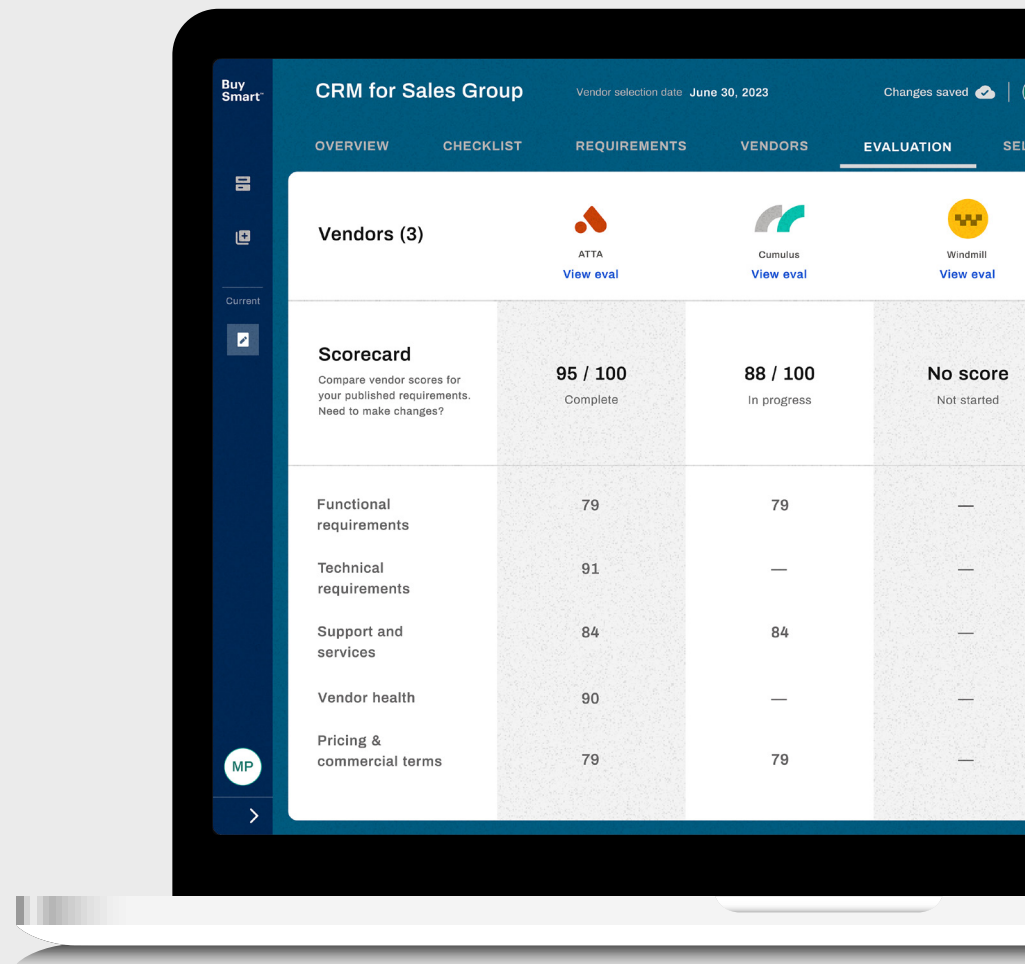 Buy
Smart™
CRM for Sales Group
Vendor selection date June 30, 2023
Changes saved
OVERVIEW CHECKLIST REQUIREMENTS VENDORS EVALUATION
Vendors (3)
ATTA
View eval
Cumulus
View eval
Windmill
View eval
Current
Scorecard
Compare vendor scores for
your published requirements.
Need to make changes?
95 / 100
Complete
88 / 100
In progress
No score
Not started
Functional
requirements
79 79 —
Technical
requirements
91 — —
Support and
services
84 84 —
Vendor health 90 — —
Pricing &
commercial terms
79 79 —
MP